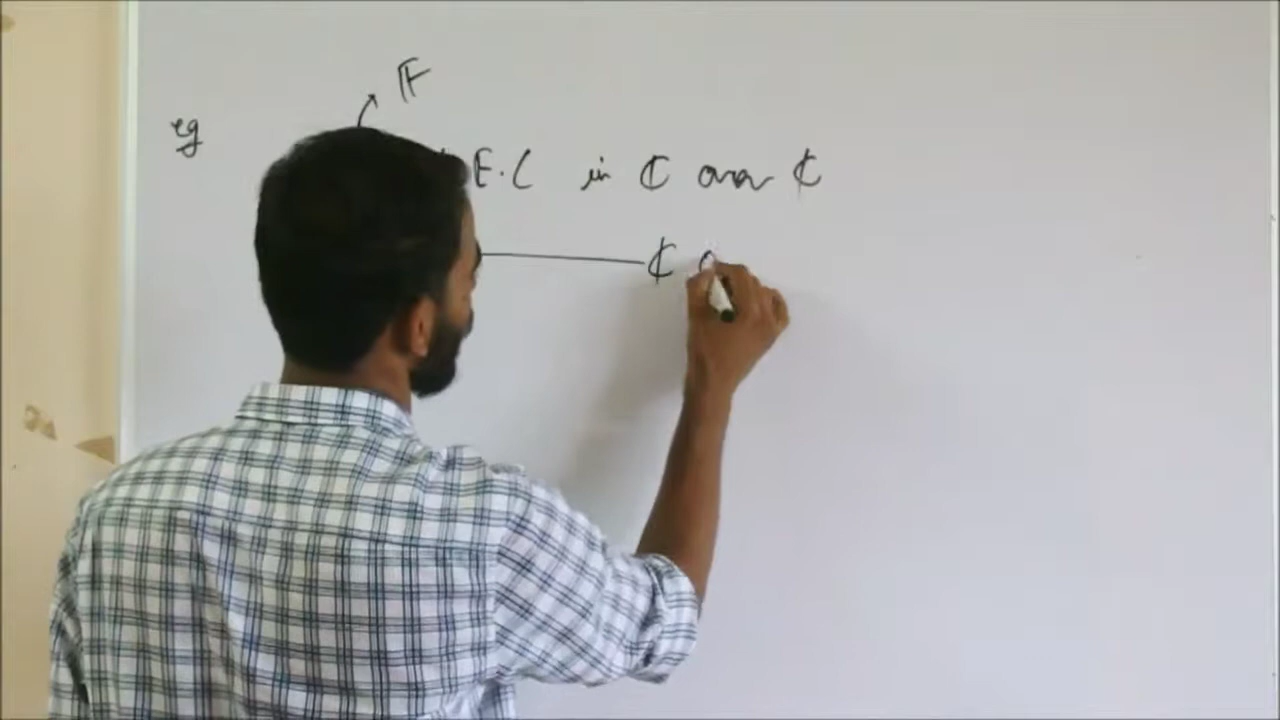 𝔽
eg E.C in ℂ over ℂ
ℂ o